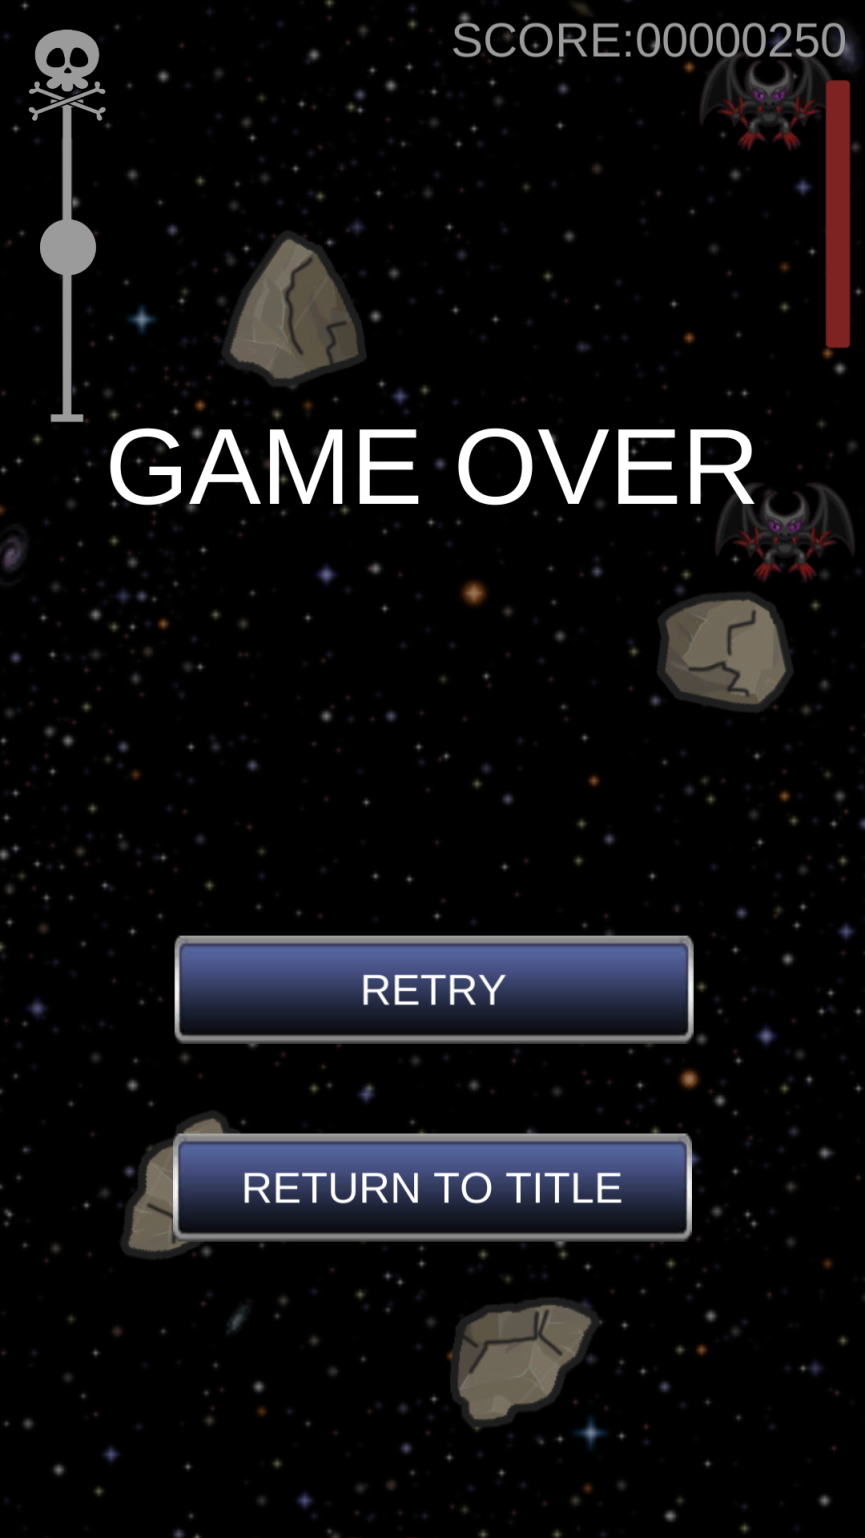 SCORE:00000250
GAME OVER
RETRY
RETURN TO TITLE